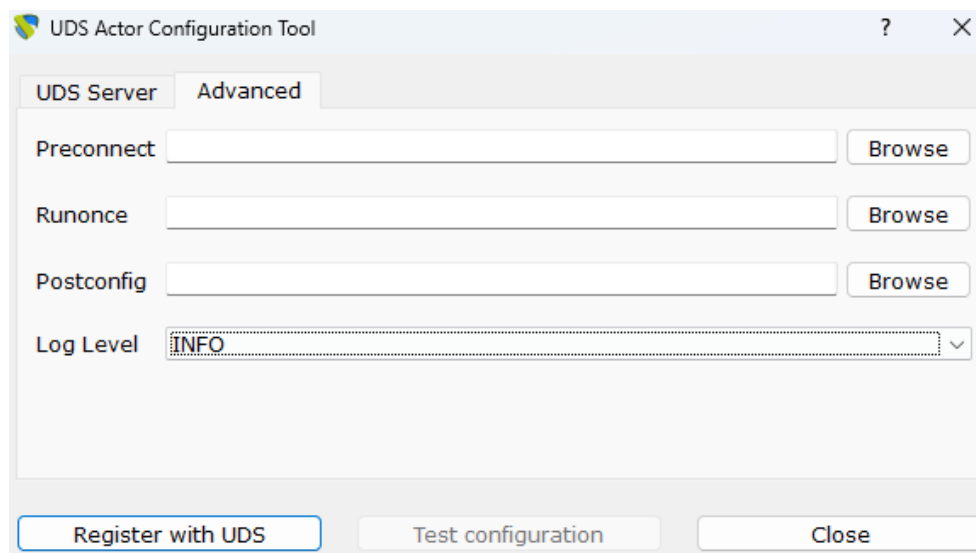 UDS Actor Configuration Tool ?
UDS Server Advanced
Preconnect Browse
Runonce Browse
Postconfig Browse
Log Level INFO
Register with UDS Test configuration Close